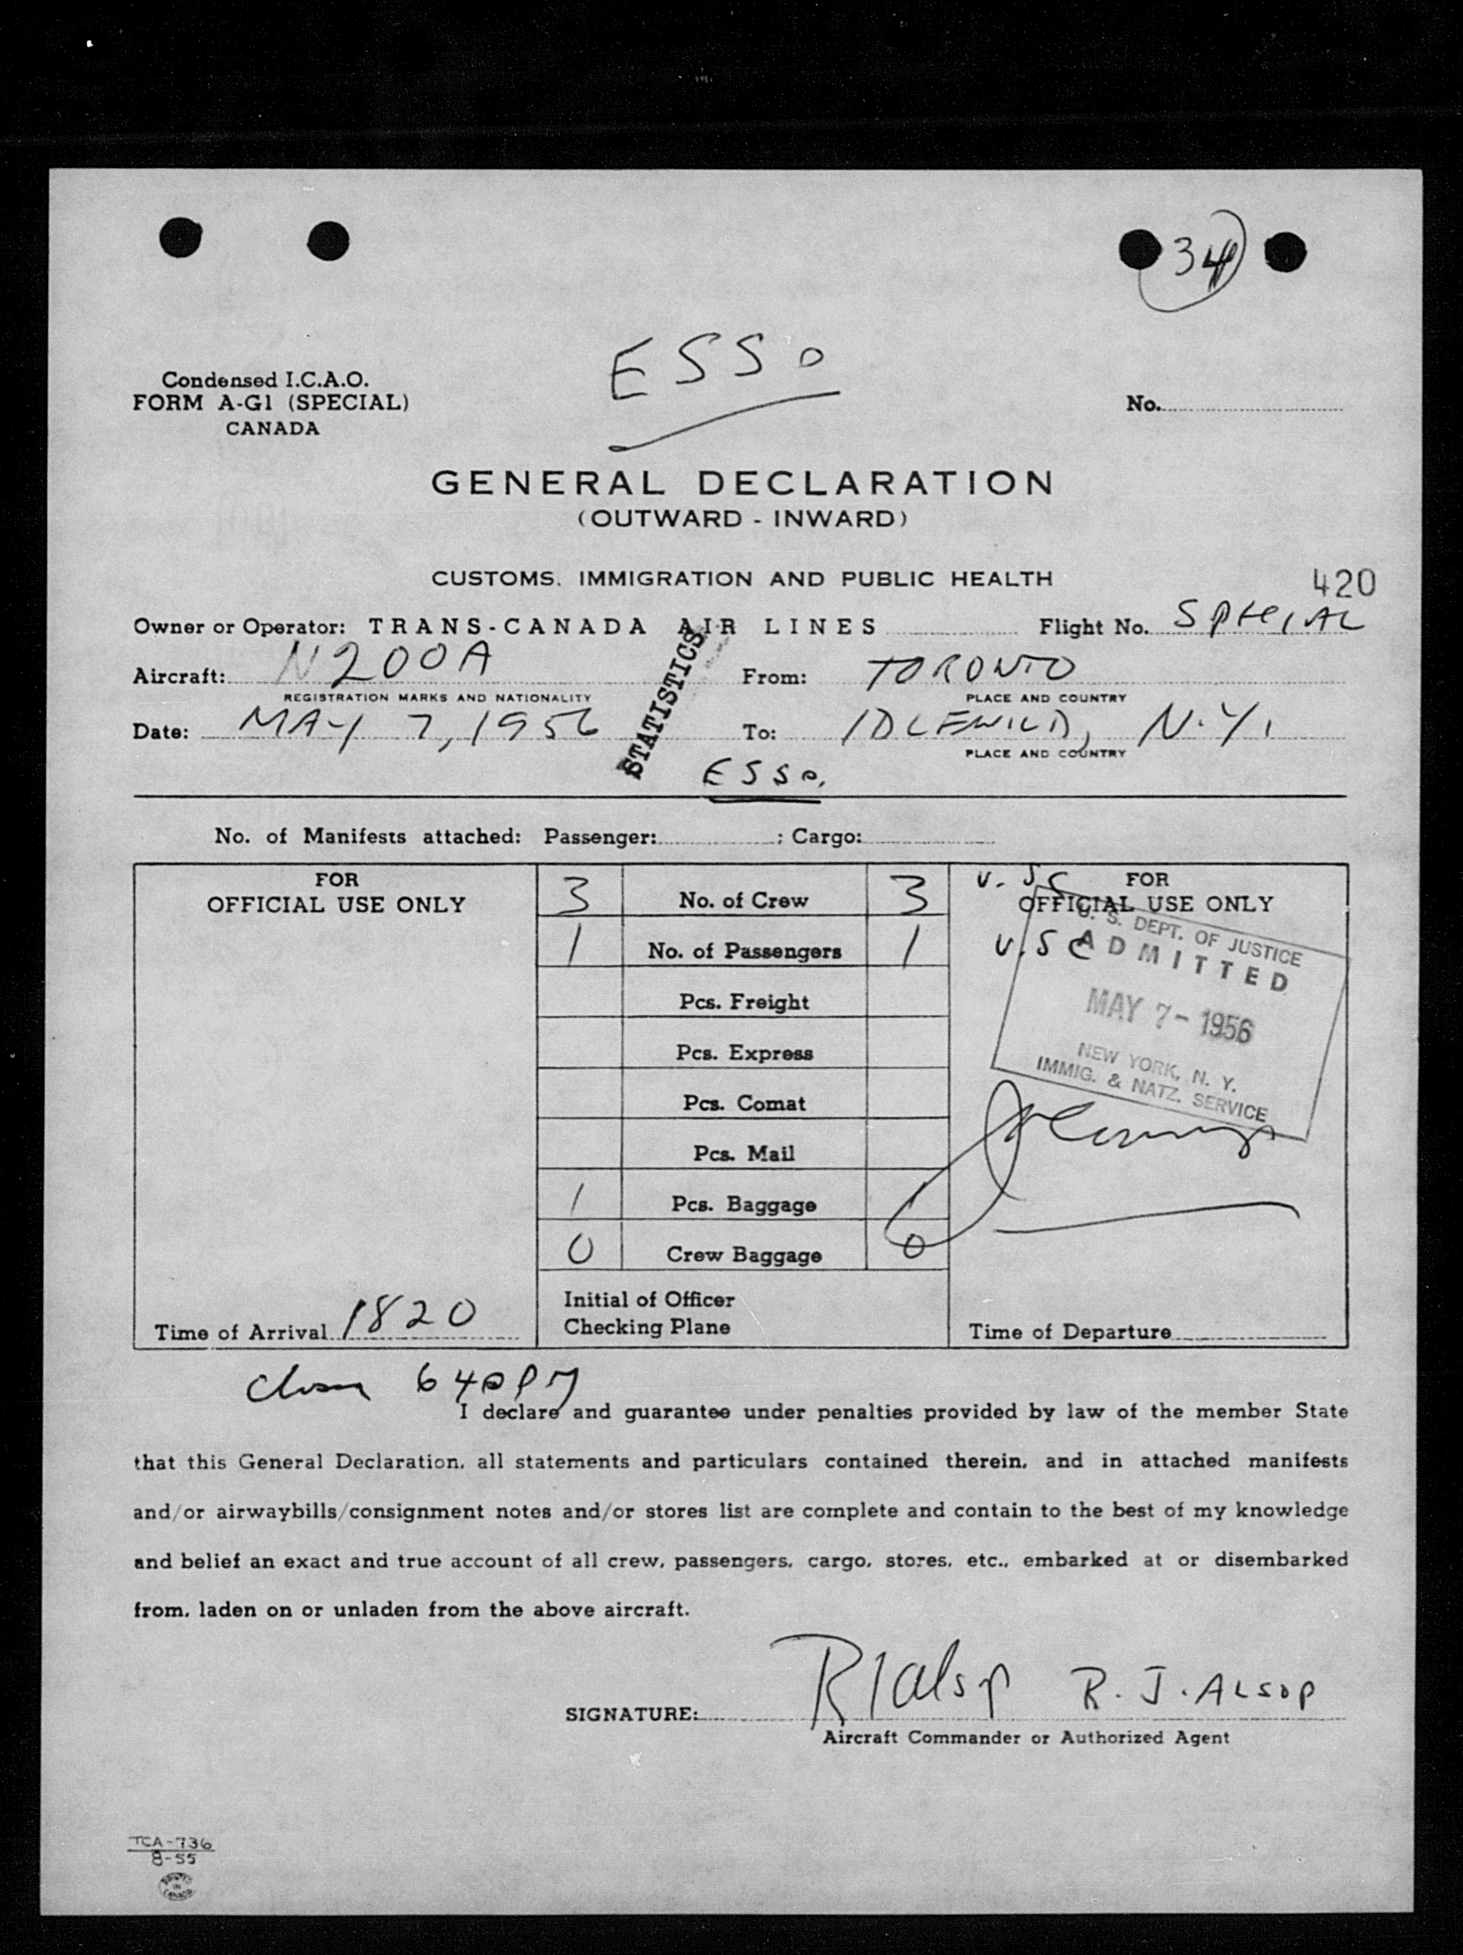 34
ESSO
Condensed I.C.A.O.
FORM A-G1 (SPECIAL)
CANADA
No.
GENERAL DECLARATION
(OUTWARD - INWARD)
CUSTOMS, IMMIGRATION AND PUBLIC HEALTH
420
Owner or Operator: TRANS-CANADA AIR LINES Flight No. SPECIAL
Aircraft: N200A From: TORONTO
REGISTRATION MARKS AND NATIONALITY PLACE AND COUNTRY
Date: MAY 7, 1956 To: IDLEWILD, N.Y.
PLACE AND COUNTRY
STATISTICS
ESSO.
No. of Manifests attached: Passenger: ; Cargo:
FOR
OFFICIAL USE ONLY
3 No. of Crew 3
1 No. of Passengers 1
Pcs. Freight
Pcs. Express
Pcs. Comat
Pcs. Mail
1 Pcs. Baggage 1
0 Crew Baggage 0
Initial of Officer
Checking Plane
Time of Arrival 1820
FOR
OFFICIAL USE ONLY
U.S.C
U.S.C
U. S. DEPT. OF JUSTICE
ADMITTED
MAY 7 - 1956
NEW YORK, N. Y.
IMMIG. & NATZ. SERVICE
Time of Departure
640PM
I declare and guarantee under penalties provided by law of the member State
that this General Declaration, all statements and particulars contained therein, and in attached manifests
and/or airwaybills/consignment notes and/or stores list are complete and contain to the best of my knowledge
and belief an exact and true account of all crew, passengers, cargo, stores, etc., embarked at or disembarked
from, laden on or unladen from the above aircraft.
SIGNATURE: RJAlsop R. J. ALSOP
Aircraft Commander or Authorized Agent
TCA-736
8-55
PRINTED
IN
CANADA